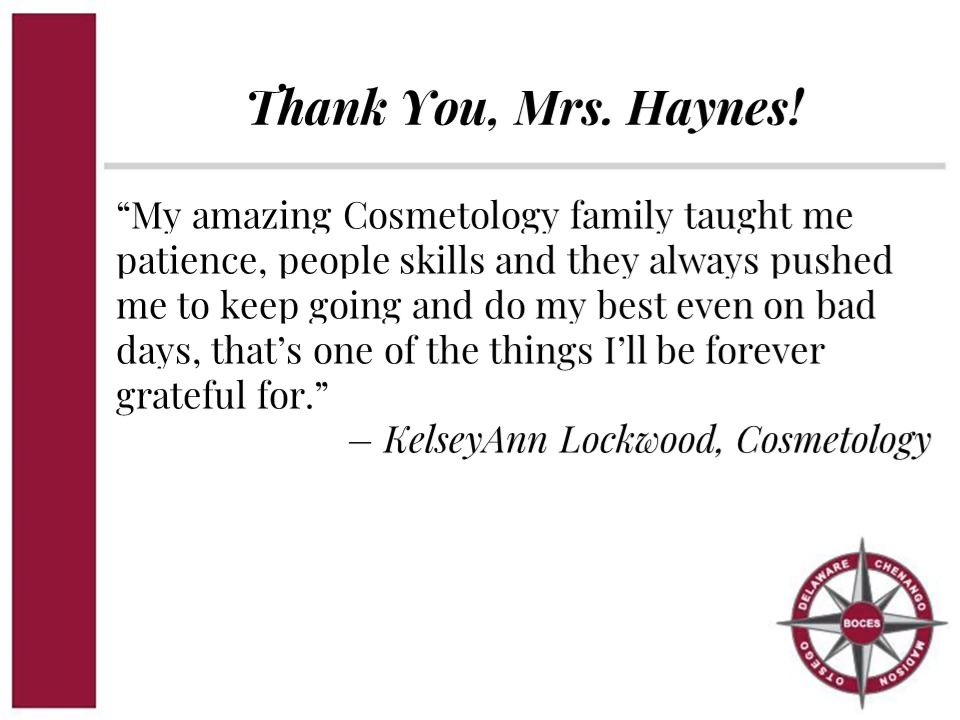 Thank You, Mrs. Haynes!
“My amazing Cosmetology family taught me
patience, people skills and they always pushed
me to keep going and do my best even on bad
days, that’s one of the things I’ll be forever
grateful for.”
– KelseyAnn Lockwood, Cosmetology
DELAWARE
CHENANGO
BOCES
OTSEGO
MADISON